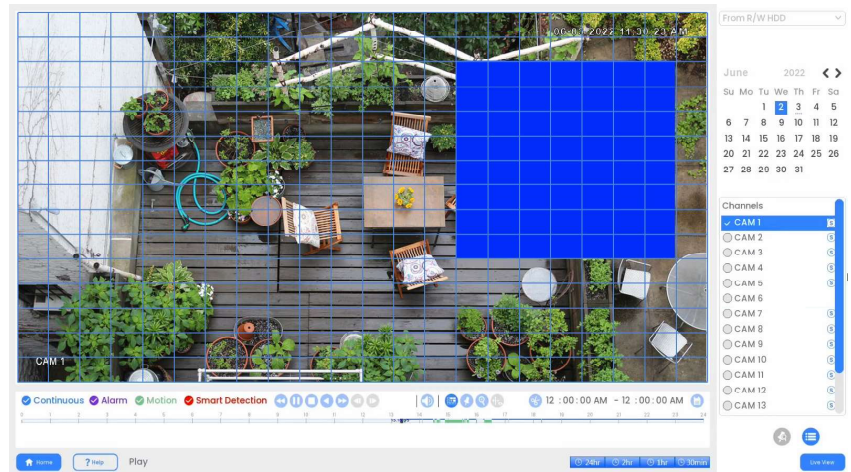 From R/W HDD
06-03-2022 11:30:23 AM
June 2022
Su Mo Tu We Th Fr Sa
1 2 3 4 5
6 7 8 9 10 11 12
13 14 15 16 17 18 19
20 21 22 23 24 25 26
27 28 29 30 31
Channels
CAM 1 S
CAM 2 S
CAM 3 S
CAM 4 S
CAM 5 S
CAM 6
CAM 7 S
CAM 8 S
CAM 9 S
CAM 10 S
CAM 11 S
CAM 12 S
CAM 13 S
CAM 1
Continuous Alarm Motion Smart Detection 12 :00:00 AM - 12 :00:00 AM
0 1 2 3 4 5 6 7 8 9 10 11 12 13 14 15 16 17 18 19 20 21 22 23 24
Home ? Help Play 24hr 2hr 1hr 30min Live View